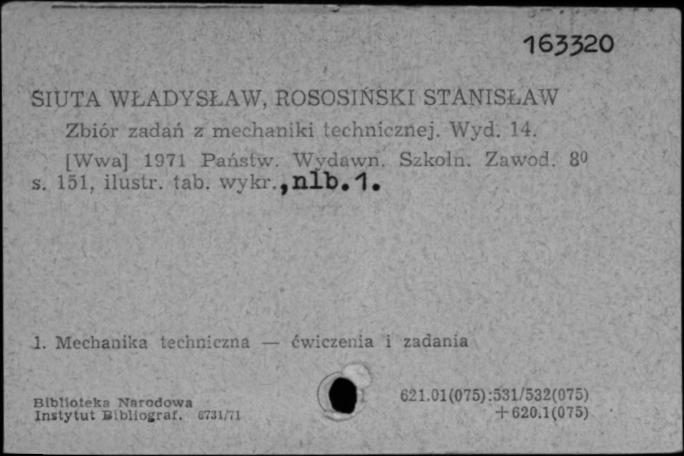 163320
SIUTA WŁADYSŁAW, ROSOSIŃSKI STANISŁAW
Zbiór zadań z mechaniki technicznej. Wyd. 14.
[Wwa] 1971 Państw. Wydawn. Szkoln. Zawod. 8⁰
s. 151, ilustr. tab. wykr., nlb. 1.
1. Mechanika techniczna — ćwiczenia i zadania
Biblioteka Narodowa 621.01(075):531/532(075)
Instytut Bibliograf. 6731/71 +620.1(075)